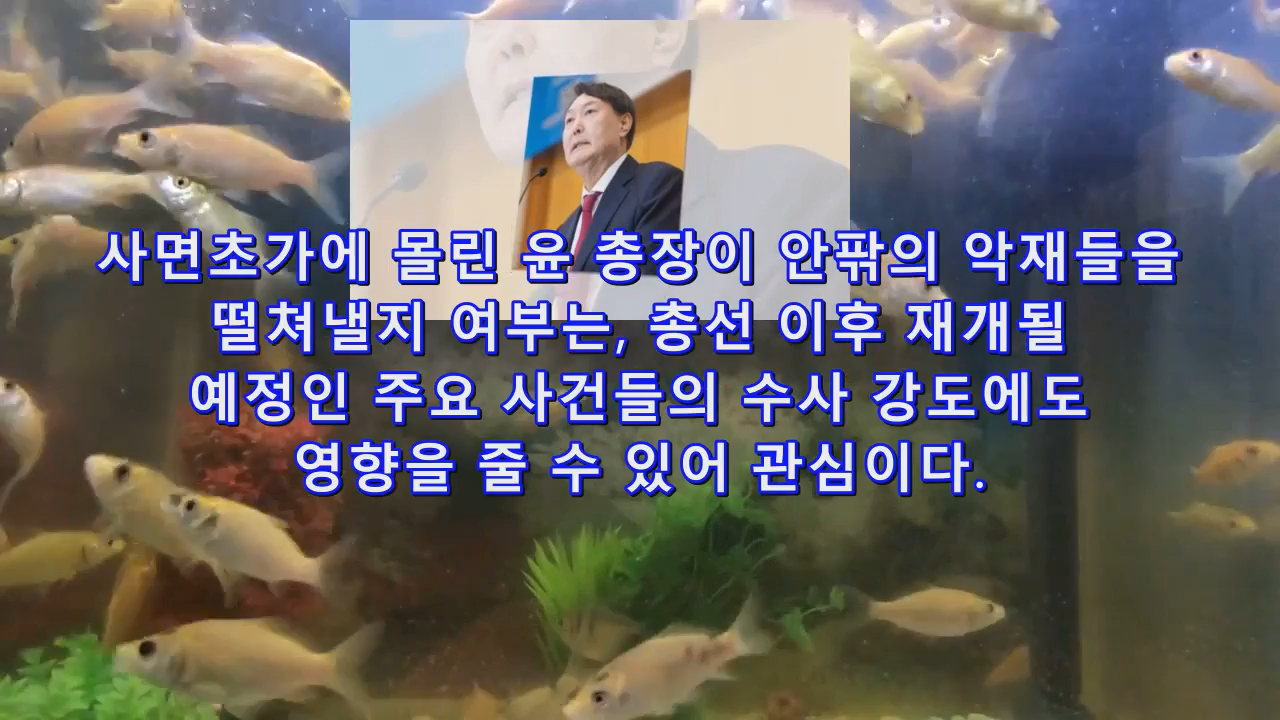 사면초가에 몰린 윤 총장이 안팎의 악재들을
떨쳐낼지 여부는, 총선 이후 재개될
예정인 주요 사건들의 수사 강도에도
영향을 줄 수 있어 관심이다.